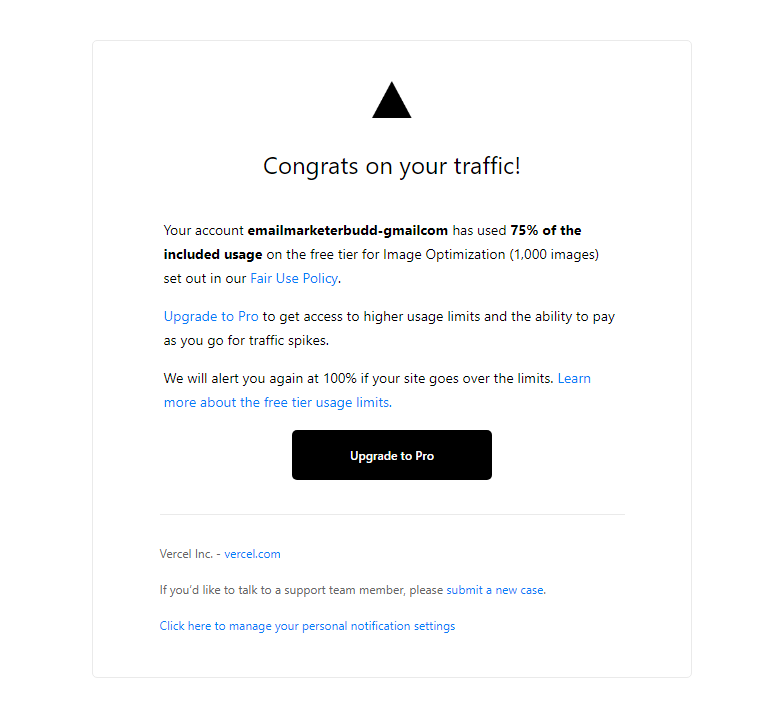 Congrats on your traffic!
Your account emailmarketerbudd-gmailcom has used 75% of the
included usage on the free tier for Image Optimization (1,000 images)
set out in our Fair Use Policy.
Upgrade to Pro to get access to higher usage limits and the ability to pay
as you go for traffic spikes.
We will alert you again at 100% if your site goes over the limits. Learn
more about the free tier usage limits.
Upgrade to Pro
Vercel Inc. - vercel.com
If you'd like to talk to a support team member, please submit a new case.
Click here to manage your personal notification settings